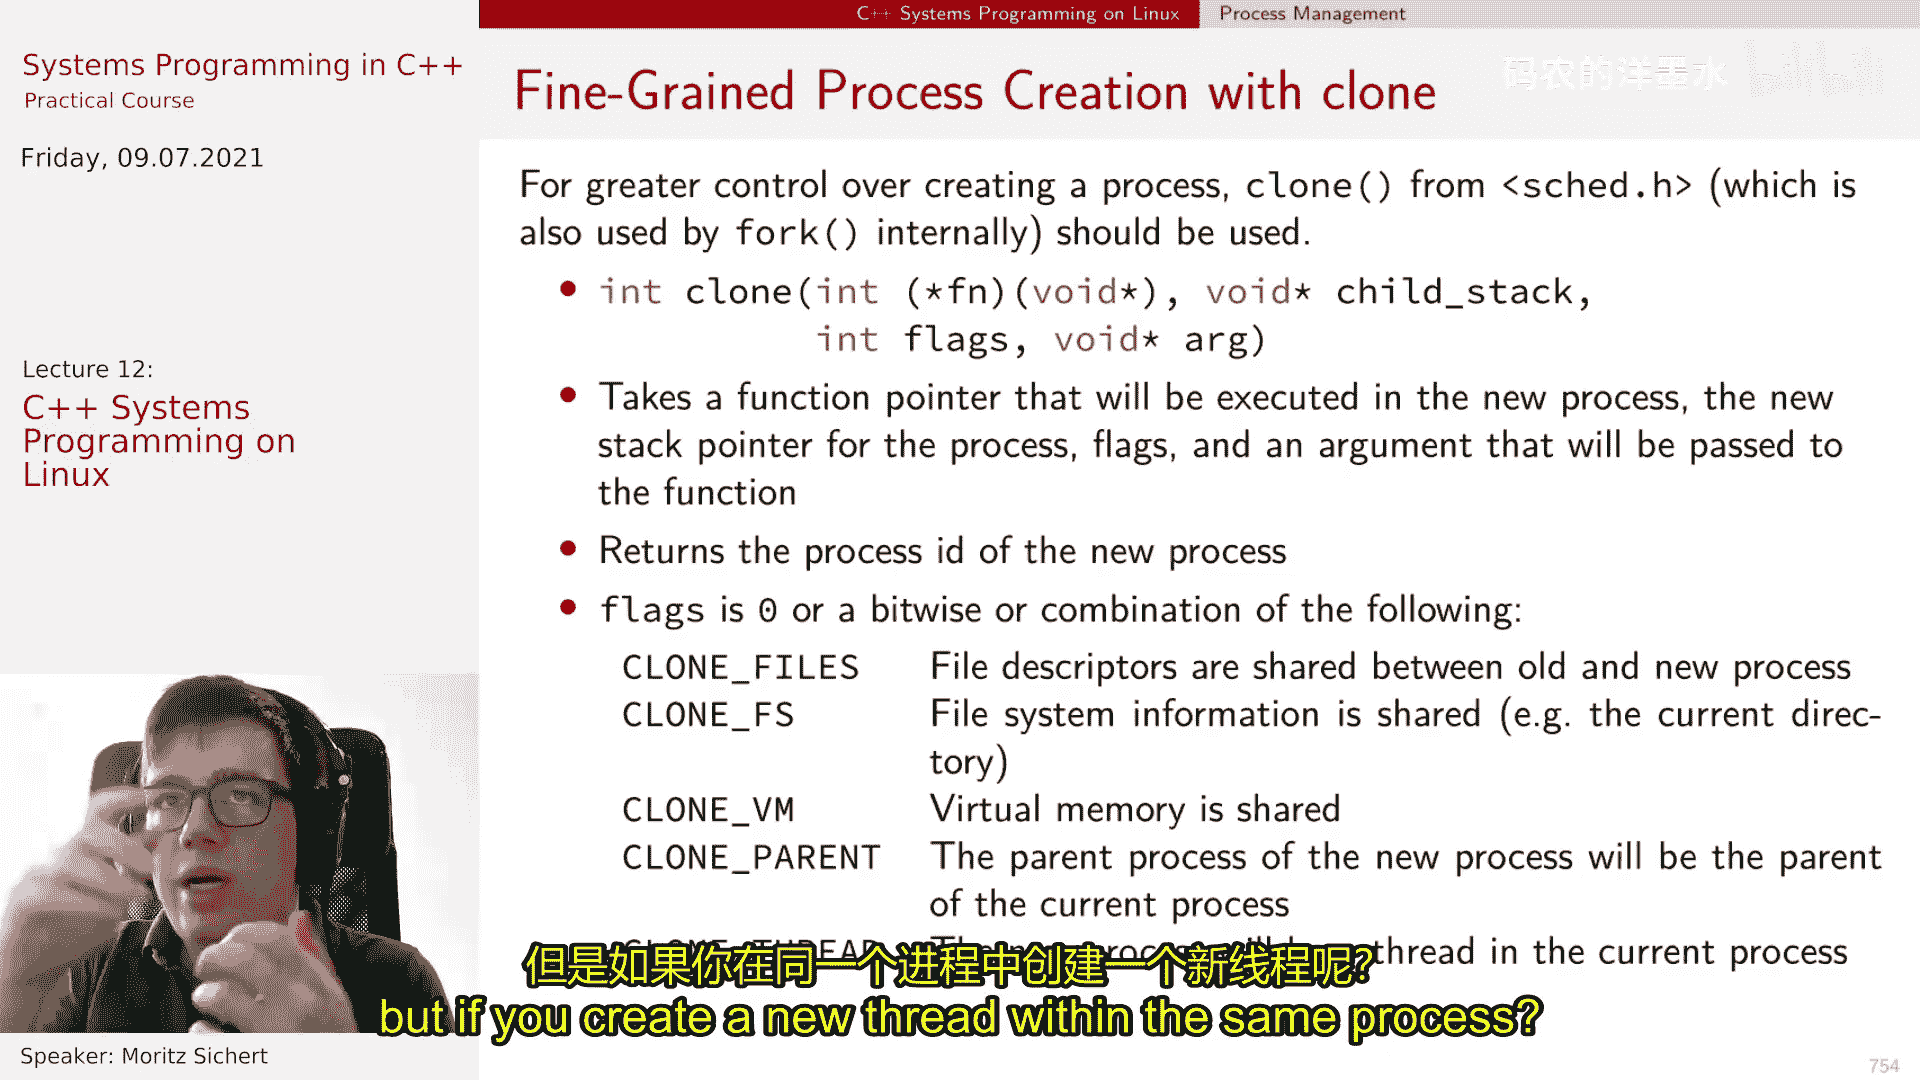 C++ Systems Programming on Linux
Process Management
Systems Programming in C++
Practical Course
Friday, 09.07.2021
Lecture 12:
C++ Systems
Programming on
Linux
Fine-Grained Process Creation with clone
码农的洋墨水
For greater control over creating a process, clone() from <sched.h> (which is
also used by fork() internally) should be used.
• int clone(int (*fn)(void*), void* child_stack,
int flags, void* arg)
• Takes a function pointer that will be executed in the new process, the new
stack pointer for the process, flags, and an argument that will be passed to
the function
• Returns the process id of the new process
• flags is 0 or a bitwise or combination of the following:
CLONE_FILES File descriptors are shared between old and new process
CLONE_FS File system information is shared (e.g. the current direc-
tory)
CLONE_VM Virtual memory is shared
CLONE_PARENT The parent process of the new process will be the parent
of the current process
thread in the current process
但是如果你在同一个进程中创建一个新线程呢?
but if you create a new thread within the same process?
Speaker: Moritz Sichert
754